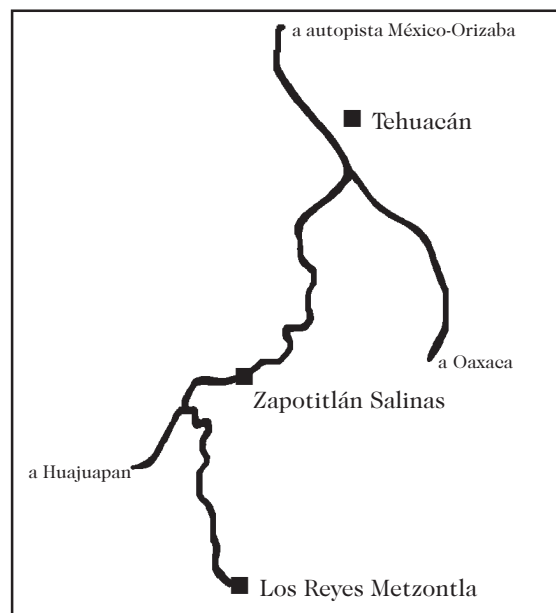 a autopista México-Orizaba
Tehuacán
a Oaxaca
Zapotitlán Salinas
a Huajuapan
Los Reyes Metzontla